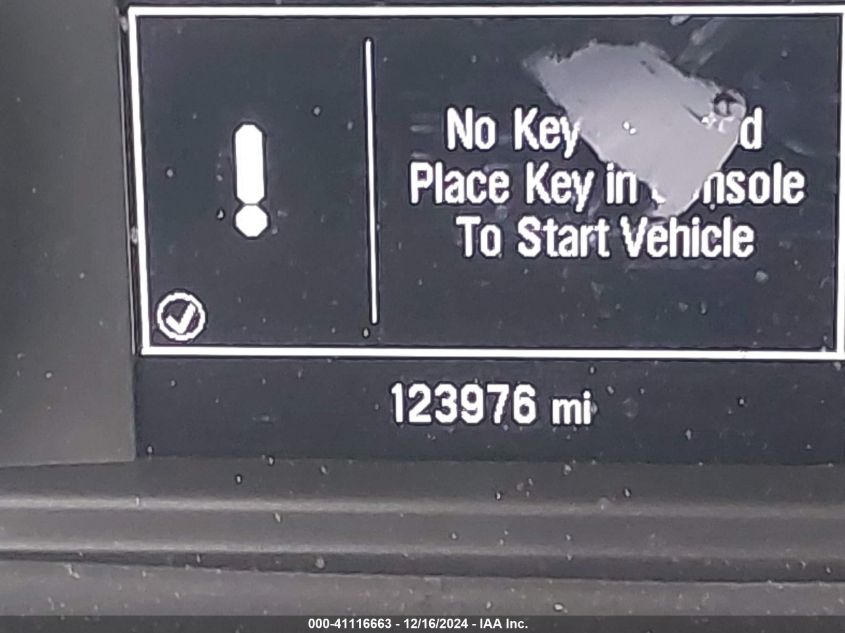 No Key
Place Key in
To Start Vehicle
123976 mi
000-41116663 - 12/16/2024 - IAA Inc.